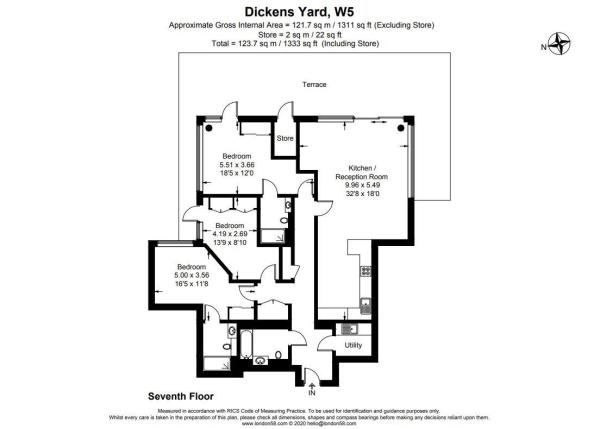 Dickens Yard, W5
Approximate Gross Internal Area = 121.7 sq m / 1311 sq ft (Excluding Store)
Store = 2 sq m / 22 sq ft
Total = 123.7 sq m / 1333 sq ft (Including Store)
N
Terrace
Store
Bedroom
5.51 x 3.66
18'5 x 12'0
Kitchen /
Reception Room
9.96 x 5.49
32'8 x 18'0
Bedroom
4.19 x 2.69
13'9 x 8'10
Bedroom
5.00 x 3.56
16'5 x 11'8
Utility
IN
Seventh Floor
Measured in accordance with RICS Code of Measuring Practice. To be used for identification and guidance purposes only.
Whilst every care is taken in the preparation of this plan, please check all dimensions, shapes and compass bearings before making any decisions reliant upon them.
www.london58.com © 2020 hello@london58.com